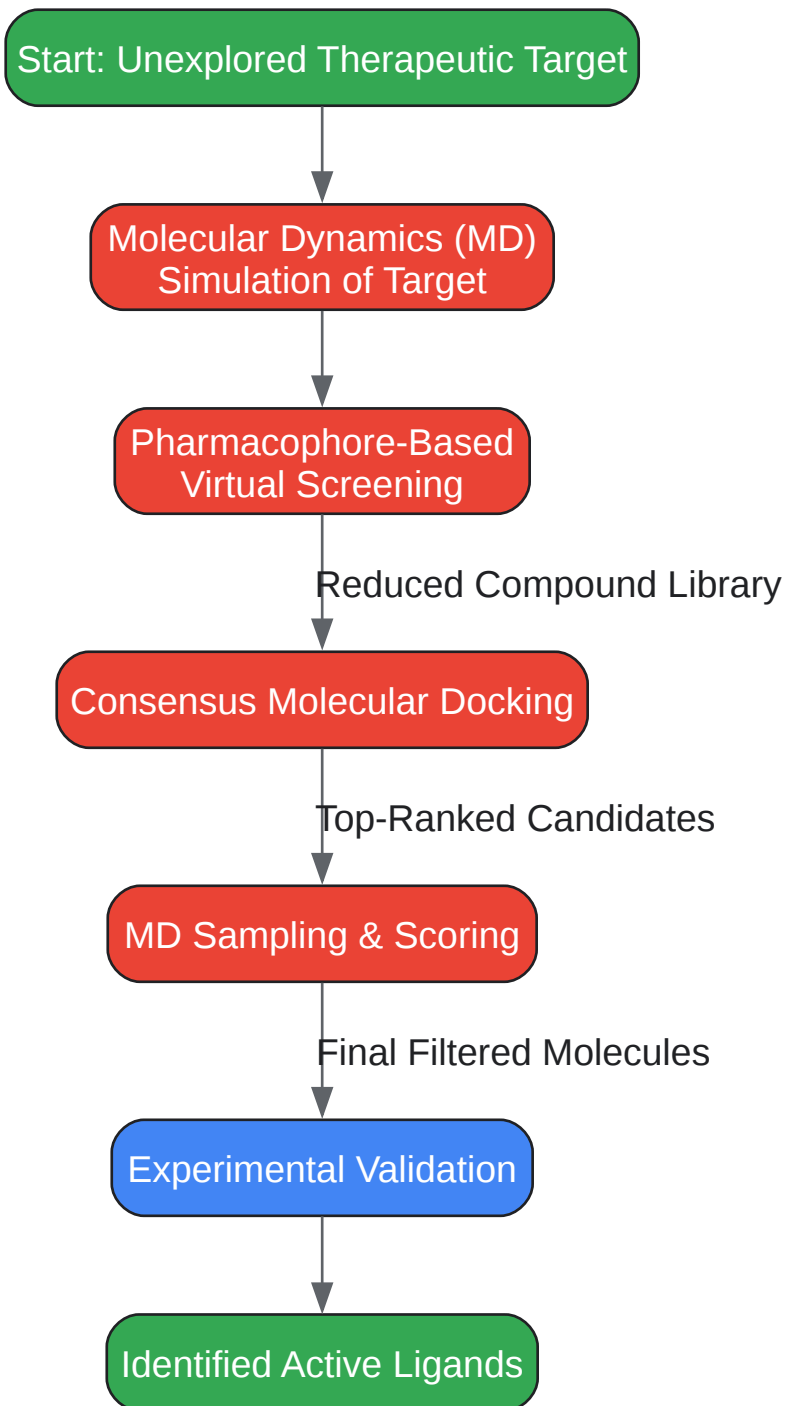 Start: Unexplored Therapeutic Target
Molecular Dynamics (MD)
Simulation of Target
Pharmacophore-Based
Virtual Screening
Reduced Compound Library
Consensus Molecular Docking
Top-Ranked Candidates
MD Sampling & Scoring
Final Filtered Molecules
Experimental Validation
Identified Active Ligands